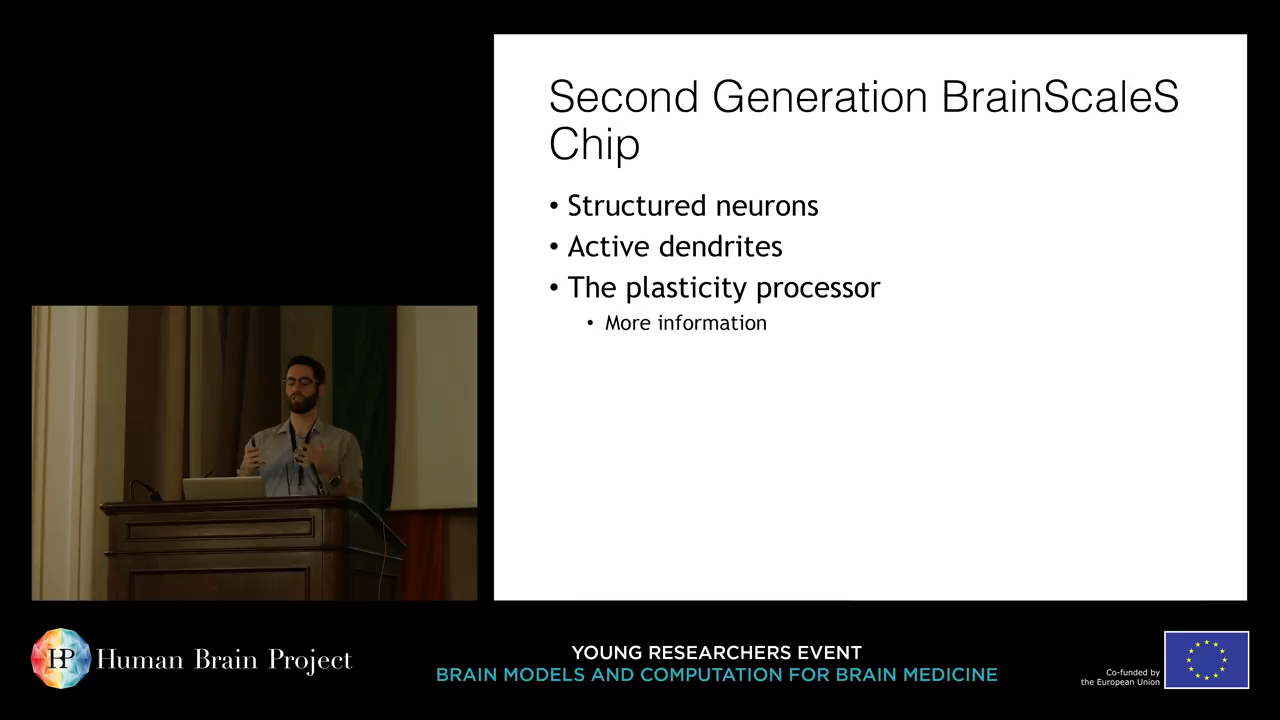 Second Generation BrainScaleS
Chip
• Structured neurons
• Active dendrites
• The plasticity processor
• More information
HP Human Brain Project
YOUNG RESEARCHERS EVENT
BRAIN MODELS AND COMPUTATION FOR BRAIN MEDICINE
Co-funded by
the European Union